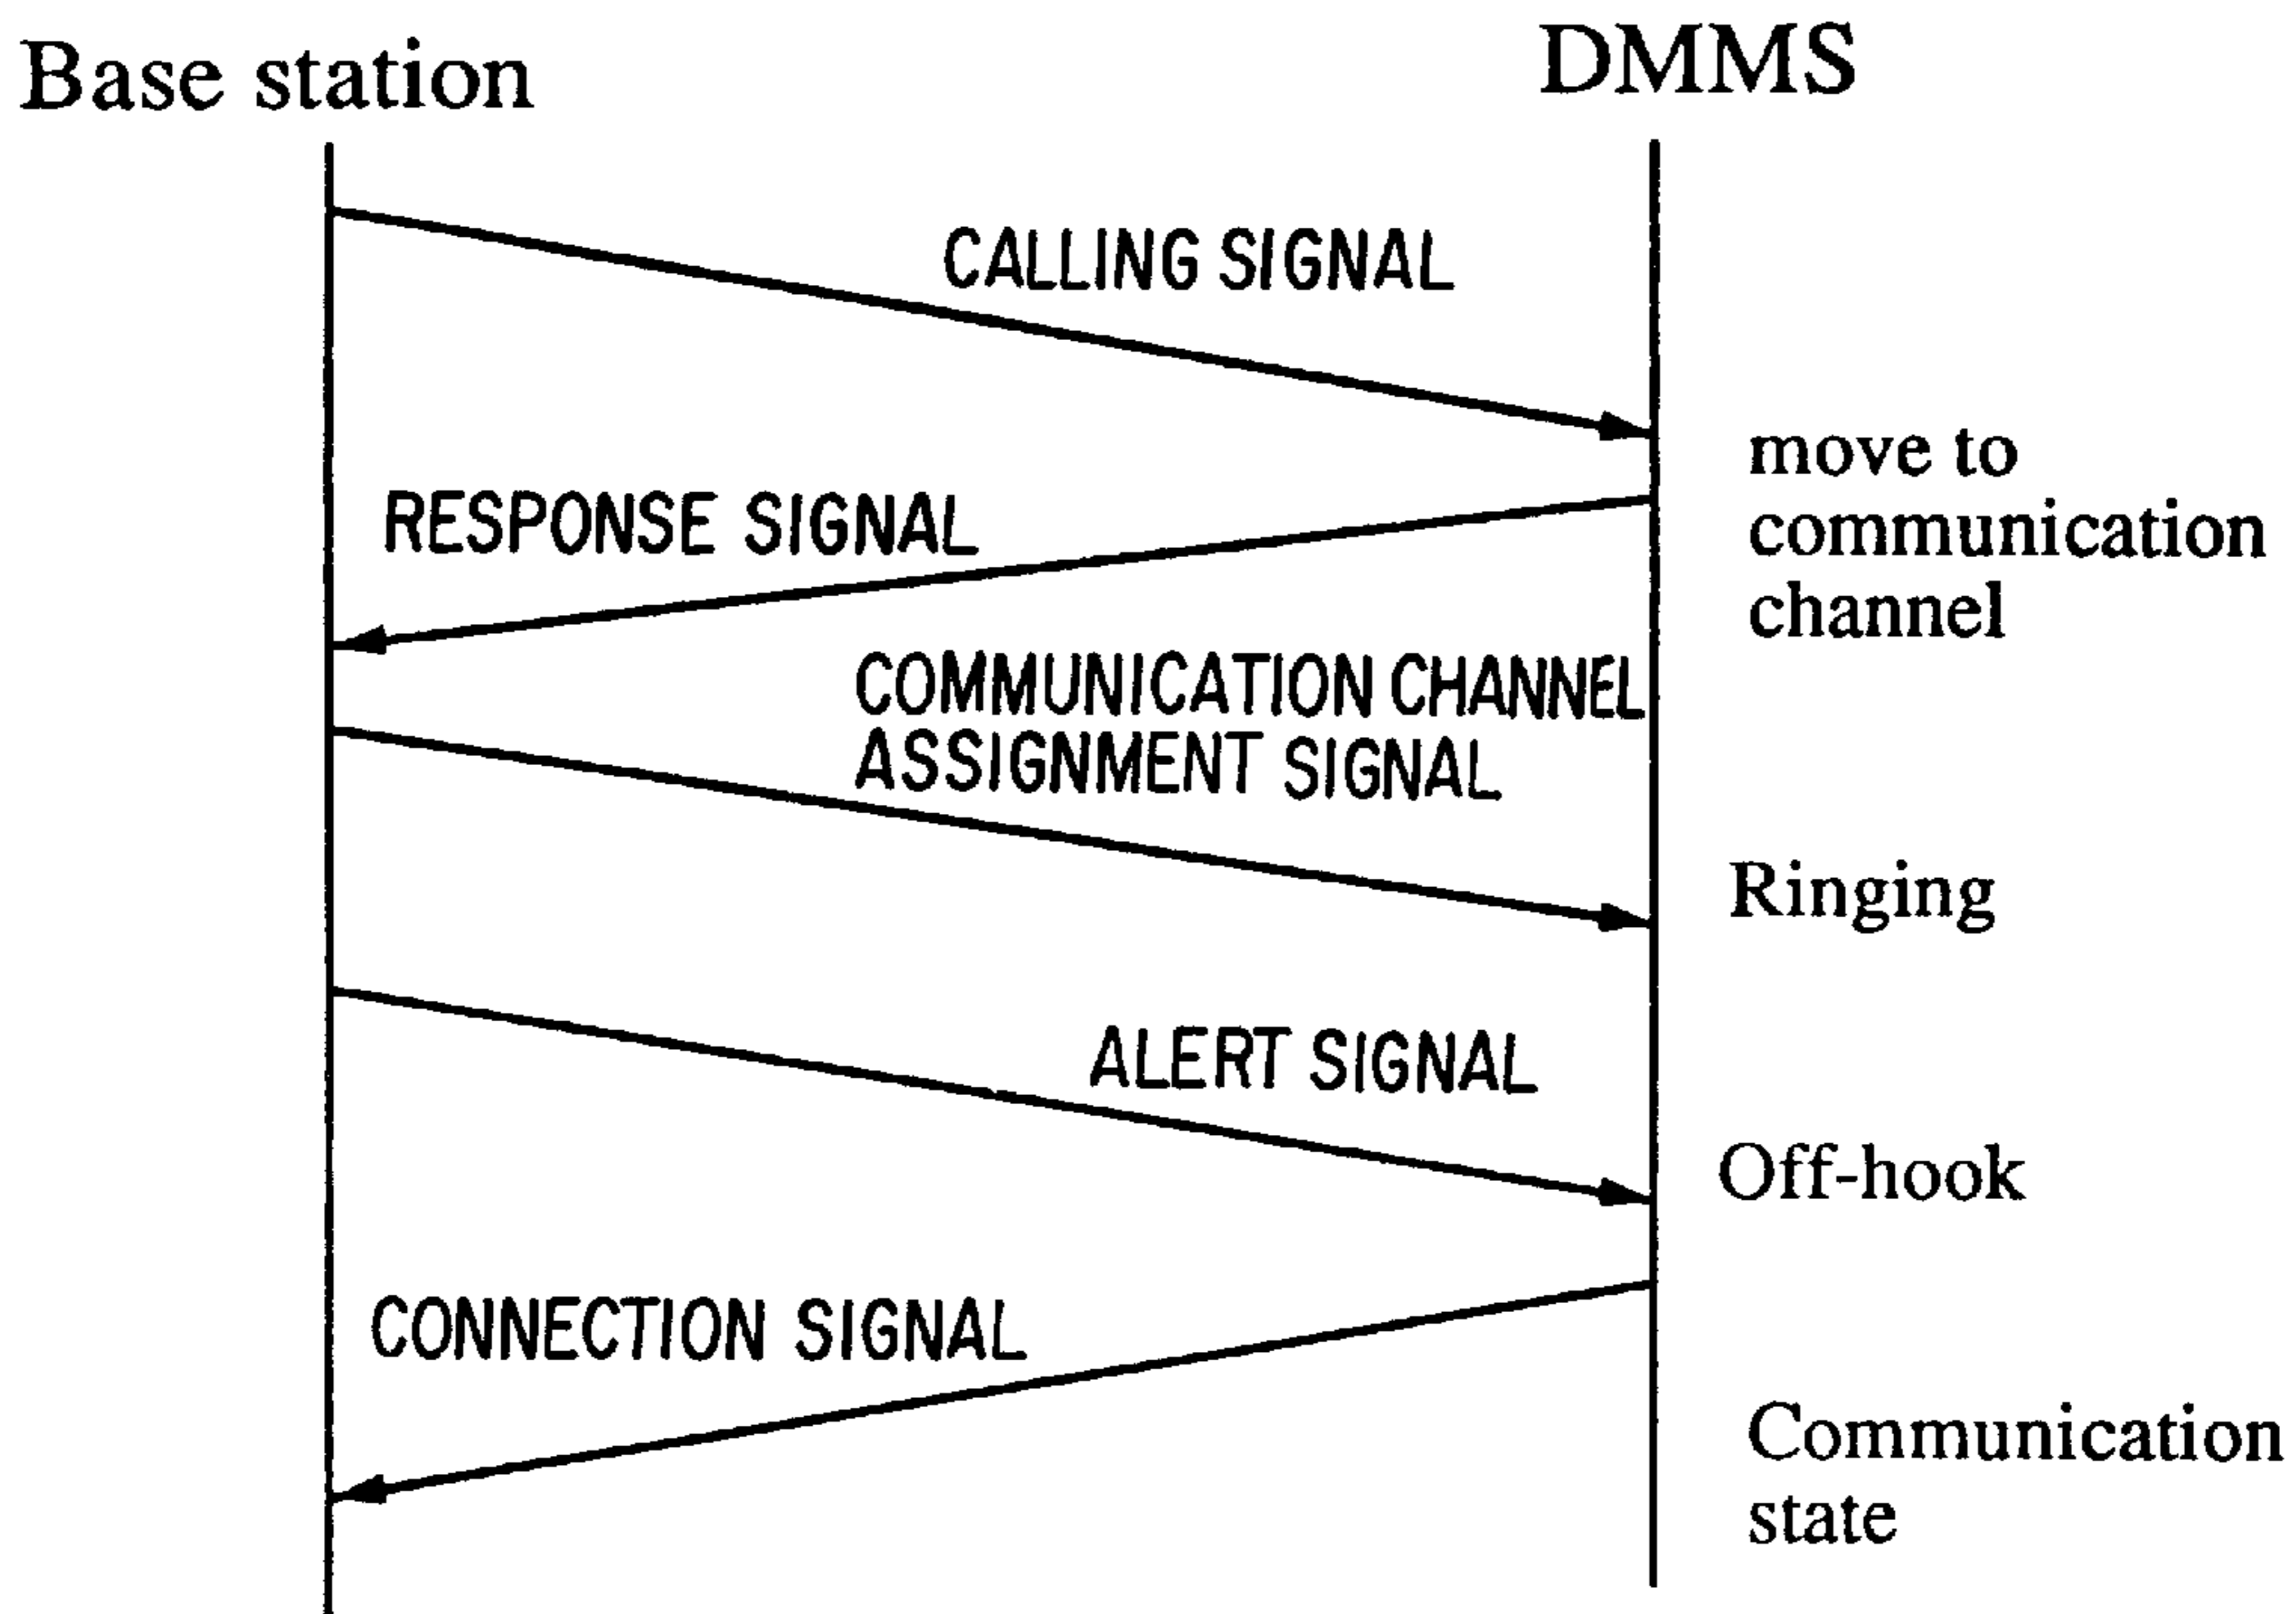 Base station
DMMS
CALLING SIGNAL
move to
communication
channel
RESPONSE SIGNAL
COMMUNICATION CHANNEL
ASSIGNMENT SIGNAL
Ringing
ALERT SIGNAL
Off-hook
CONNECTION SIGNAL
Communication
state